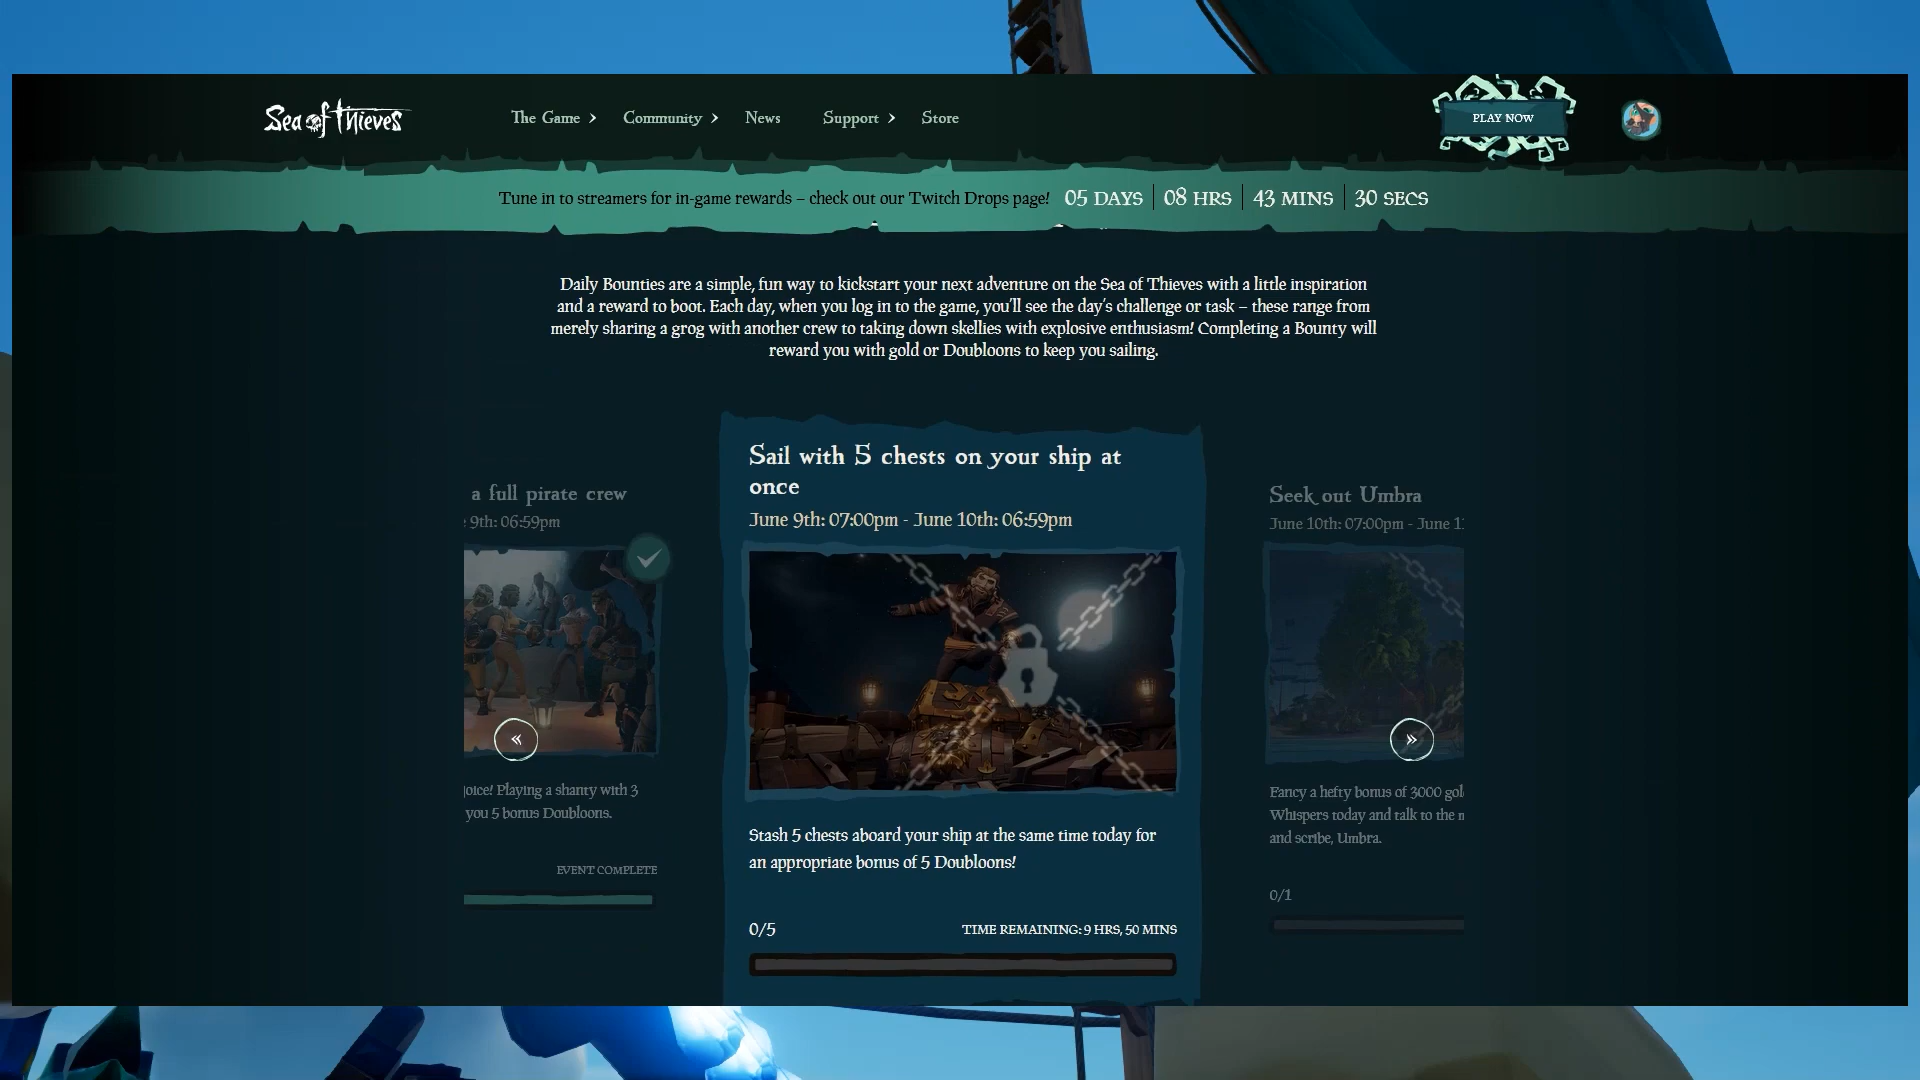 Sea of Thieves
The Game
Community
News
Support
Store
PLAY NOW
Tune in to streamers for in-game rewards – check out our Twitch Drops page! 05 DAYS 08 HRS 43 MINS 30 SECS
Daily Bounties are a simple, fun way to kickstart your next adventure on the Sea of Thieves with a little inspiration
and a reward to boot. Each day, when you log in to the game, you'll see the day's challenge or task – these range from
merely sharing a grog with another crew to taking down skellies with explosive enthusiasm! Completing a Bounty will
reward you with gold or Doubloons to keep you sailing.
a full pirate crew
9th: 06:59pm
Playing a shanty with 3
you 5 bonus Doubloons.
EVENT COMPLETE
Sail with 5 chests on your ship at
once
June 9th: 07:00pm - June 10th: 06:59pm
Stash 5 chests aboard your ship at the same time today for
an appropriate bonus of 5 Doubloons!
0/5
TIME REMAINING: 9 HRS, 50 MINS
Seek out Umbra
June 10th: 07:00pm - June
Fancy a hefty bonus of 3000
Whispers today and talk to the
and scribe, Umbra.
0/1